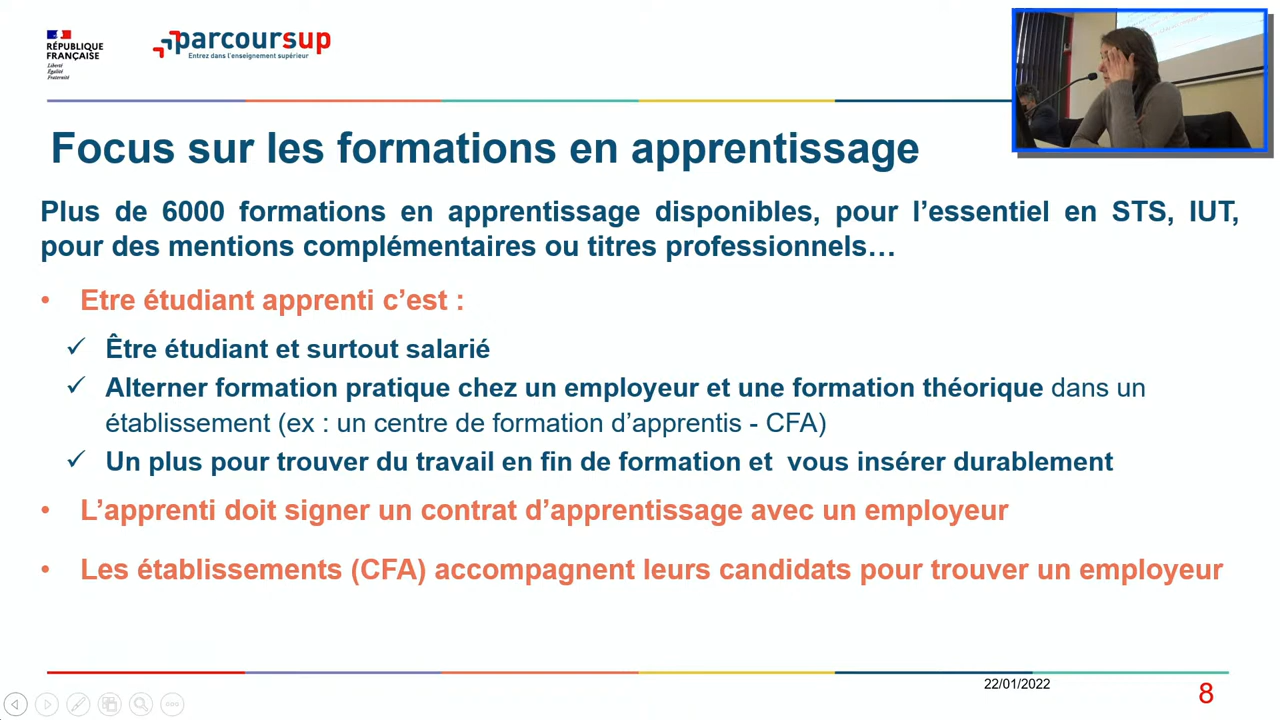 RÉPUBLIQUE
FRANÇAISE
Liberté
Égalité
Fraternité
parcoursup
Entrez dans l'enseignement supérieur
Focus sur les formations en apprentissage
Plus de 6000 formations en apprentissage disponibles, pour l’essentiel en STS, IUT,
pour des mentions complémentaires ou titres professionnels…
• Etre étudiant apprenti c’est :
✓ Être étudiant et surtout salarié
✓ Alterner formation pratique chez un employeur et une formation théorique dans un
établissement (ex : un centre de formation d’apprentis - CFA)
✓ Un plus pour trouver du travail en fin de formation et vous insérer durablement
• L’apprenti doit signer un contrat d’apprentissage avec un employeur
• Les établissements (CFA) accompagnent leurs candidats pour trouver un employeur
22/01/2022
8